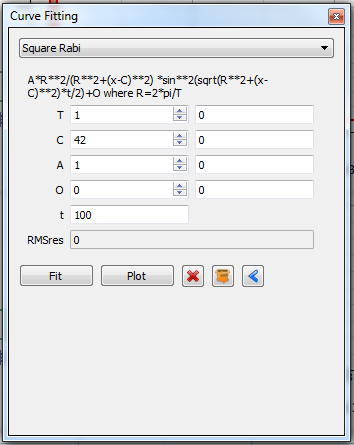 Curve Fitting
Square Rabi
A*R**2/(R**2+(x-C)**2) *sin**2(sqrt(R**2+(x-
C)**2)*t/2)+O where R=2*pi/T
T 1 0
C 42 0
A 1 0
O 0 0
t 100
RMSres 0
Fit Plot